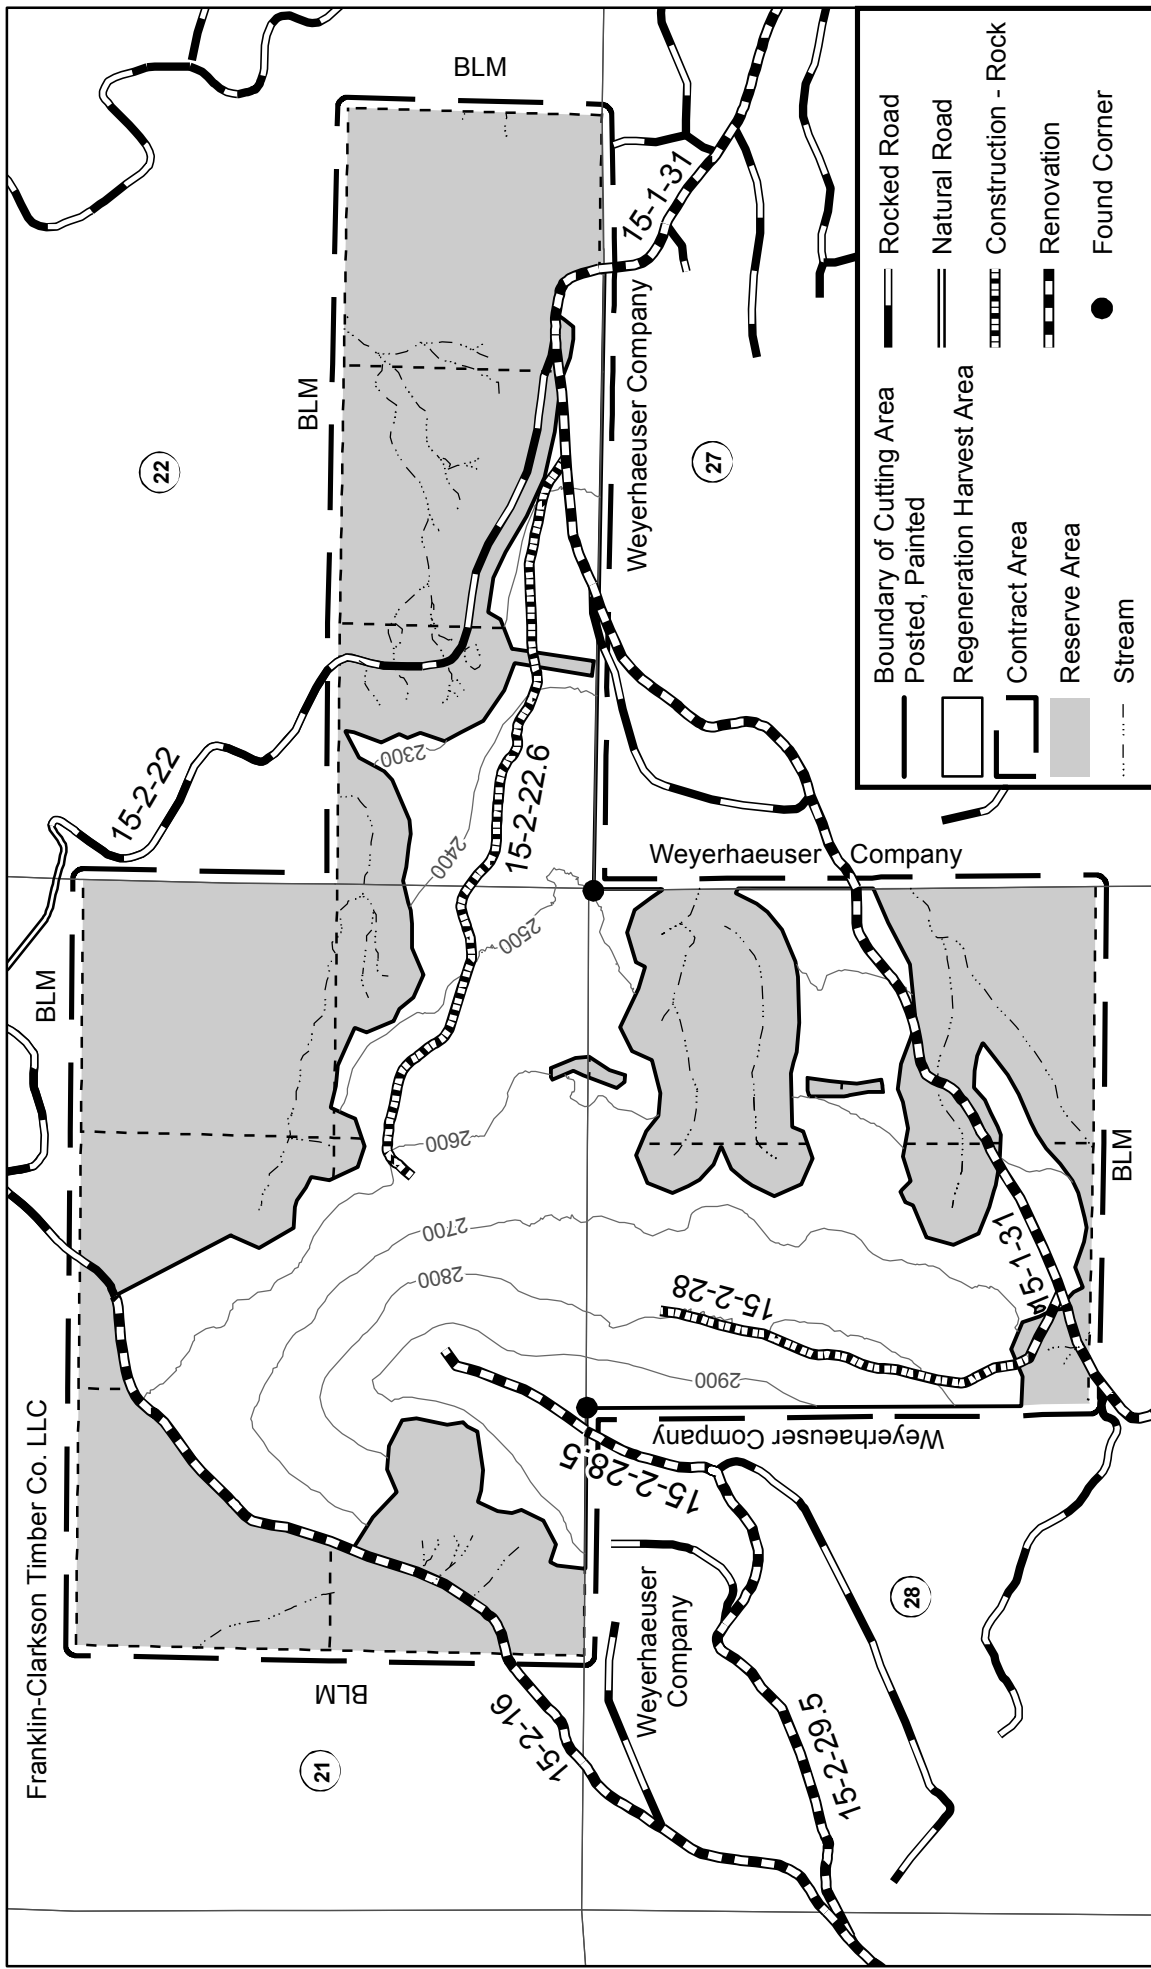 Franklin-Clarkson Timber Co. LLC
BLM
BLM
BLM
BLM
BLM
BLM
22
21
27
28
15-2-22
15-2-22.6
15-1-31
15-2-16
15-2-28.5
15-2-28
15-1-31
15-2-29.5
2300
2400
2500
2600
2700
2800
2900
Weyerhaeuser Company
Weyerhaeuser Company
Weyerhaeuser Company
Weyerhaeuser
Company
Boundary of Cutting Area
Posted, Painted
Regeneration Harvest Area
Contract Area
Reserve Area
Stream
Rocked Road
Natural Road
Construction - Rock
Renovation
Found Corner